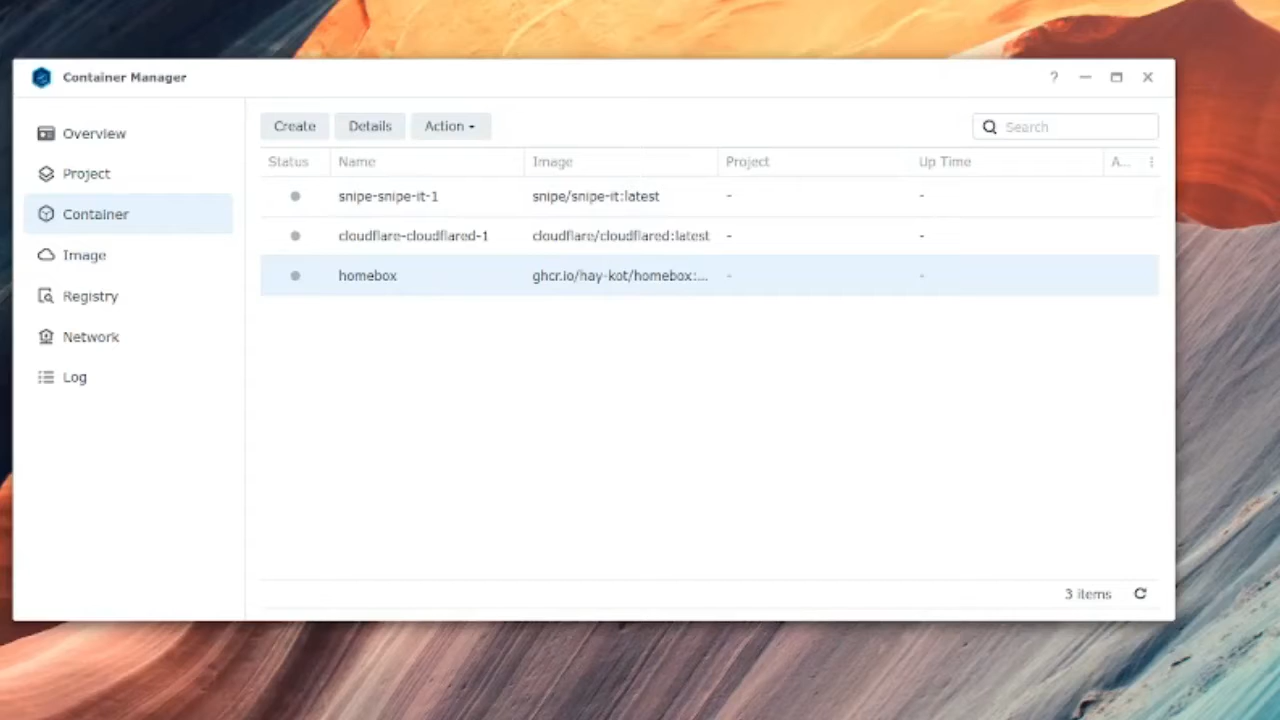 Container Manager
?
Overview
Project
Container
Image
Registry
Network
Log
Create Details Action
Search
Status Name Image Project Up Time A...
snipe-snipe-it-1 snipe/snipe-it:latest - -
cloudflare-cloudflared-1 cloudflare/cloudflared:latest - -
homebox ghcr.io/hay-kot/homebox:... - -
3 items